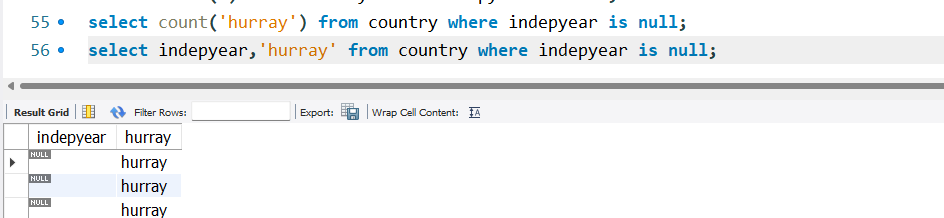 55 select count('hurray') from country where indepyear is null;
56 select indepyear,'hurray' from country where indepyear is null;
Result Grid Filter Rows: Export: Wrap Cell Content: IA
indepyear hurray
NULL hurray
NULL hurray
NULL hurray